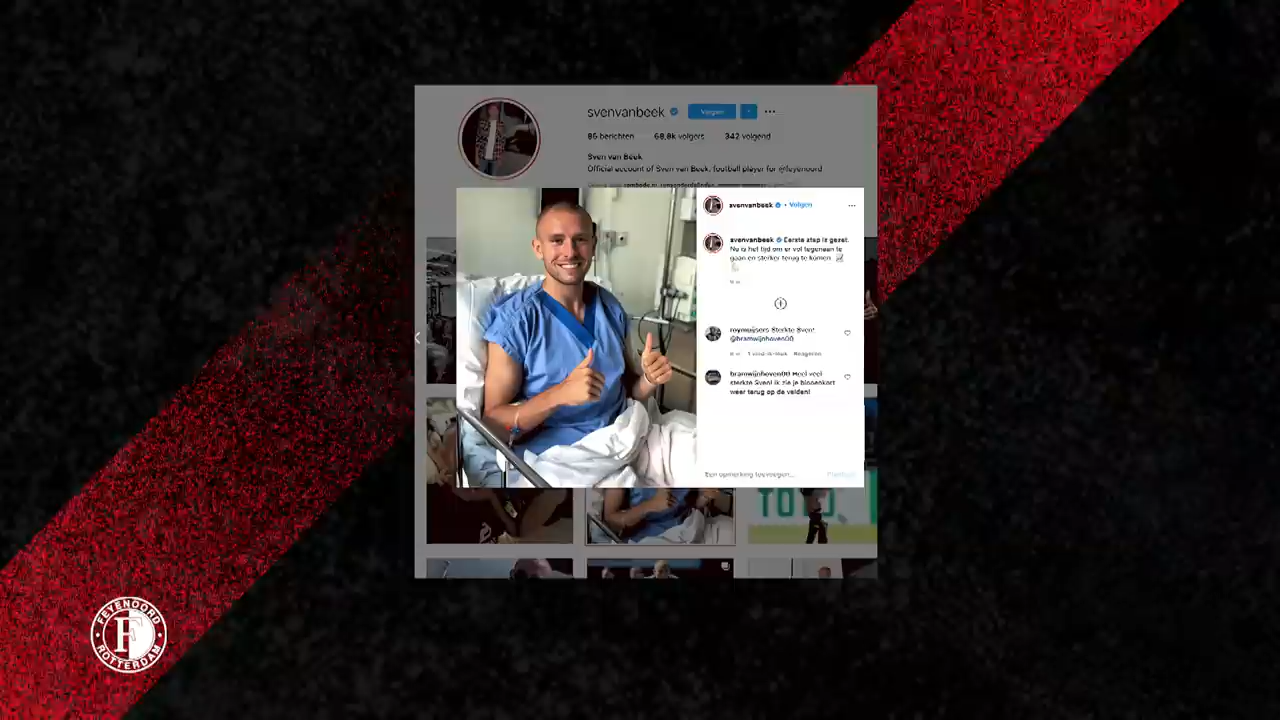 svenvanbeek
Volgen
85 berichten 68,8k volgers 342 volgend
Sven van Beek
Official account of Sven van Beek, football player for @feyenoord
svenvanbeek • Volgen
svenvanbeek Eerste stap is gezet.
Nu is het tijd om er vol tegenaan te
gaan en sterker terug te komen.
roymuijsers Sterkte Sven!
@bramwijnhoven00
Reageren
bramwijnhoven00 Heel veel
sterkte Sven! Ik zie je binnenkort
weer terug op de velden!
Een opmerking toevoegen...
FEYENOORD
F
ROTTERDAM